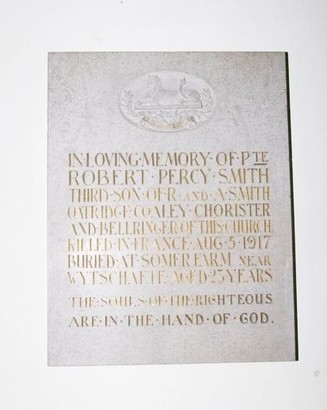 IN·LOVING·MEMORY·OF·PTE
ROBERT·PERCY·SMITH
THIRD·SON·OF·R·AND·A·SMITH
OATRIDGE·COALEY·CHORISTER
AND·BELLRINGER·OF·THIS·CHURCH
KILLED·IN·FRANCE·AUG·5·1917
BURIED·AT·SOMER·FARM·NEAR
WYTSCHAETE·AGED·25·YEARS
THE·SOULS·OF·THE·RIGHTEOUS
ARE·IN·THE·HAND·OF·GOD.